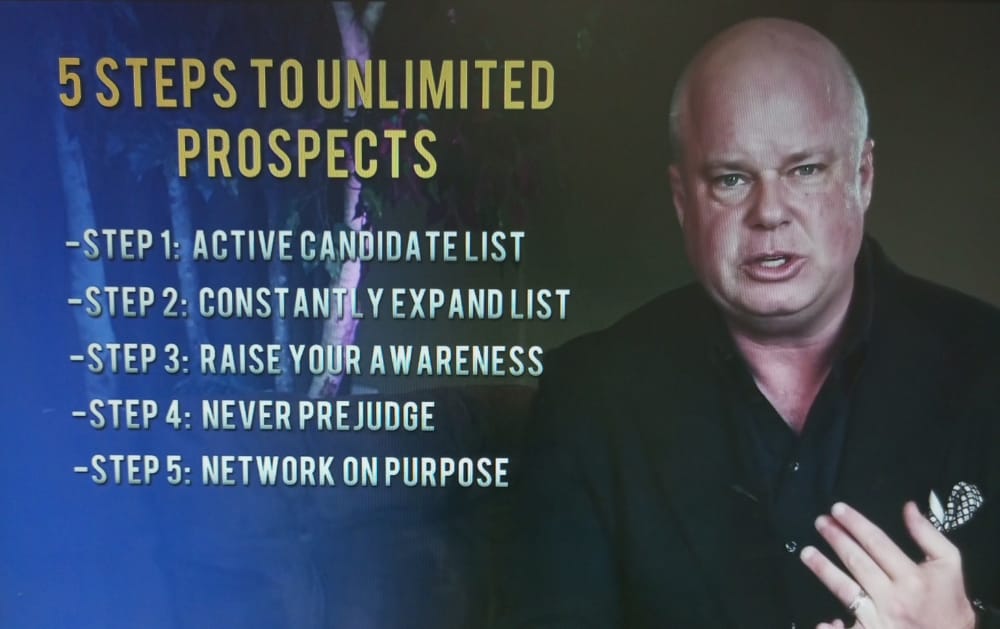 5 STEPS TO UNLIMITED
PROSPECTS
-STEP 1: ACTIVE CANDIDATE LIST
-STEP 2: CONSTANTLY EXPAND LIST
-STEP 3: RAISE YOUR AWARENESS
-STEP 4: NEVER PREJUDGE
-STEP 5: NETWORK ON PURPOSE